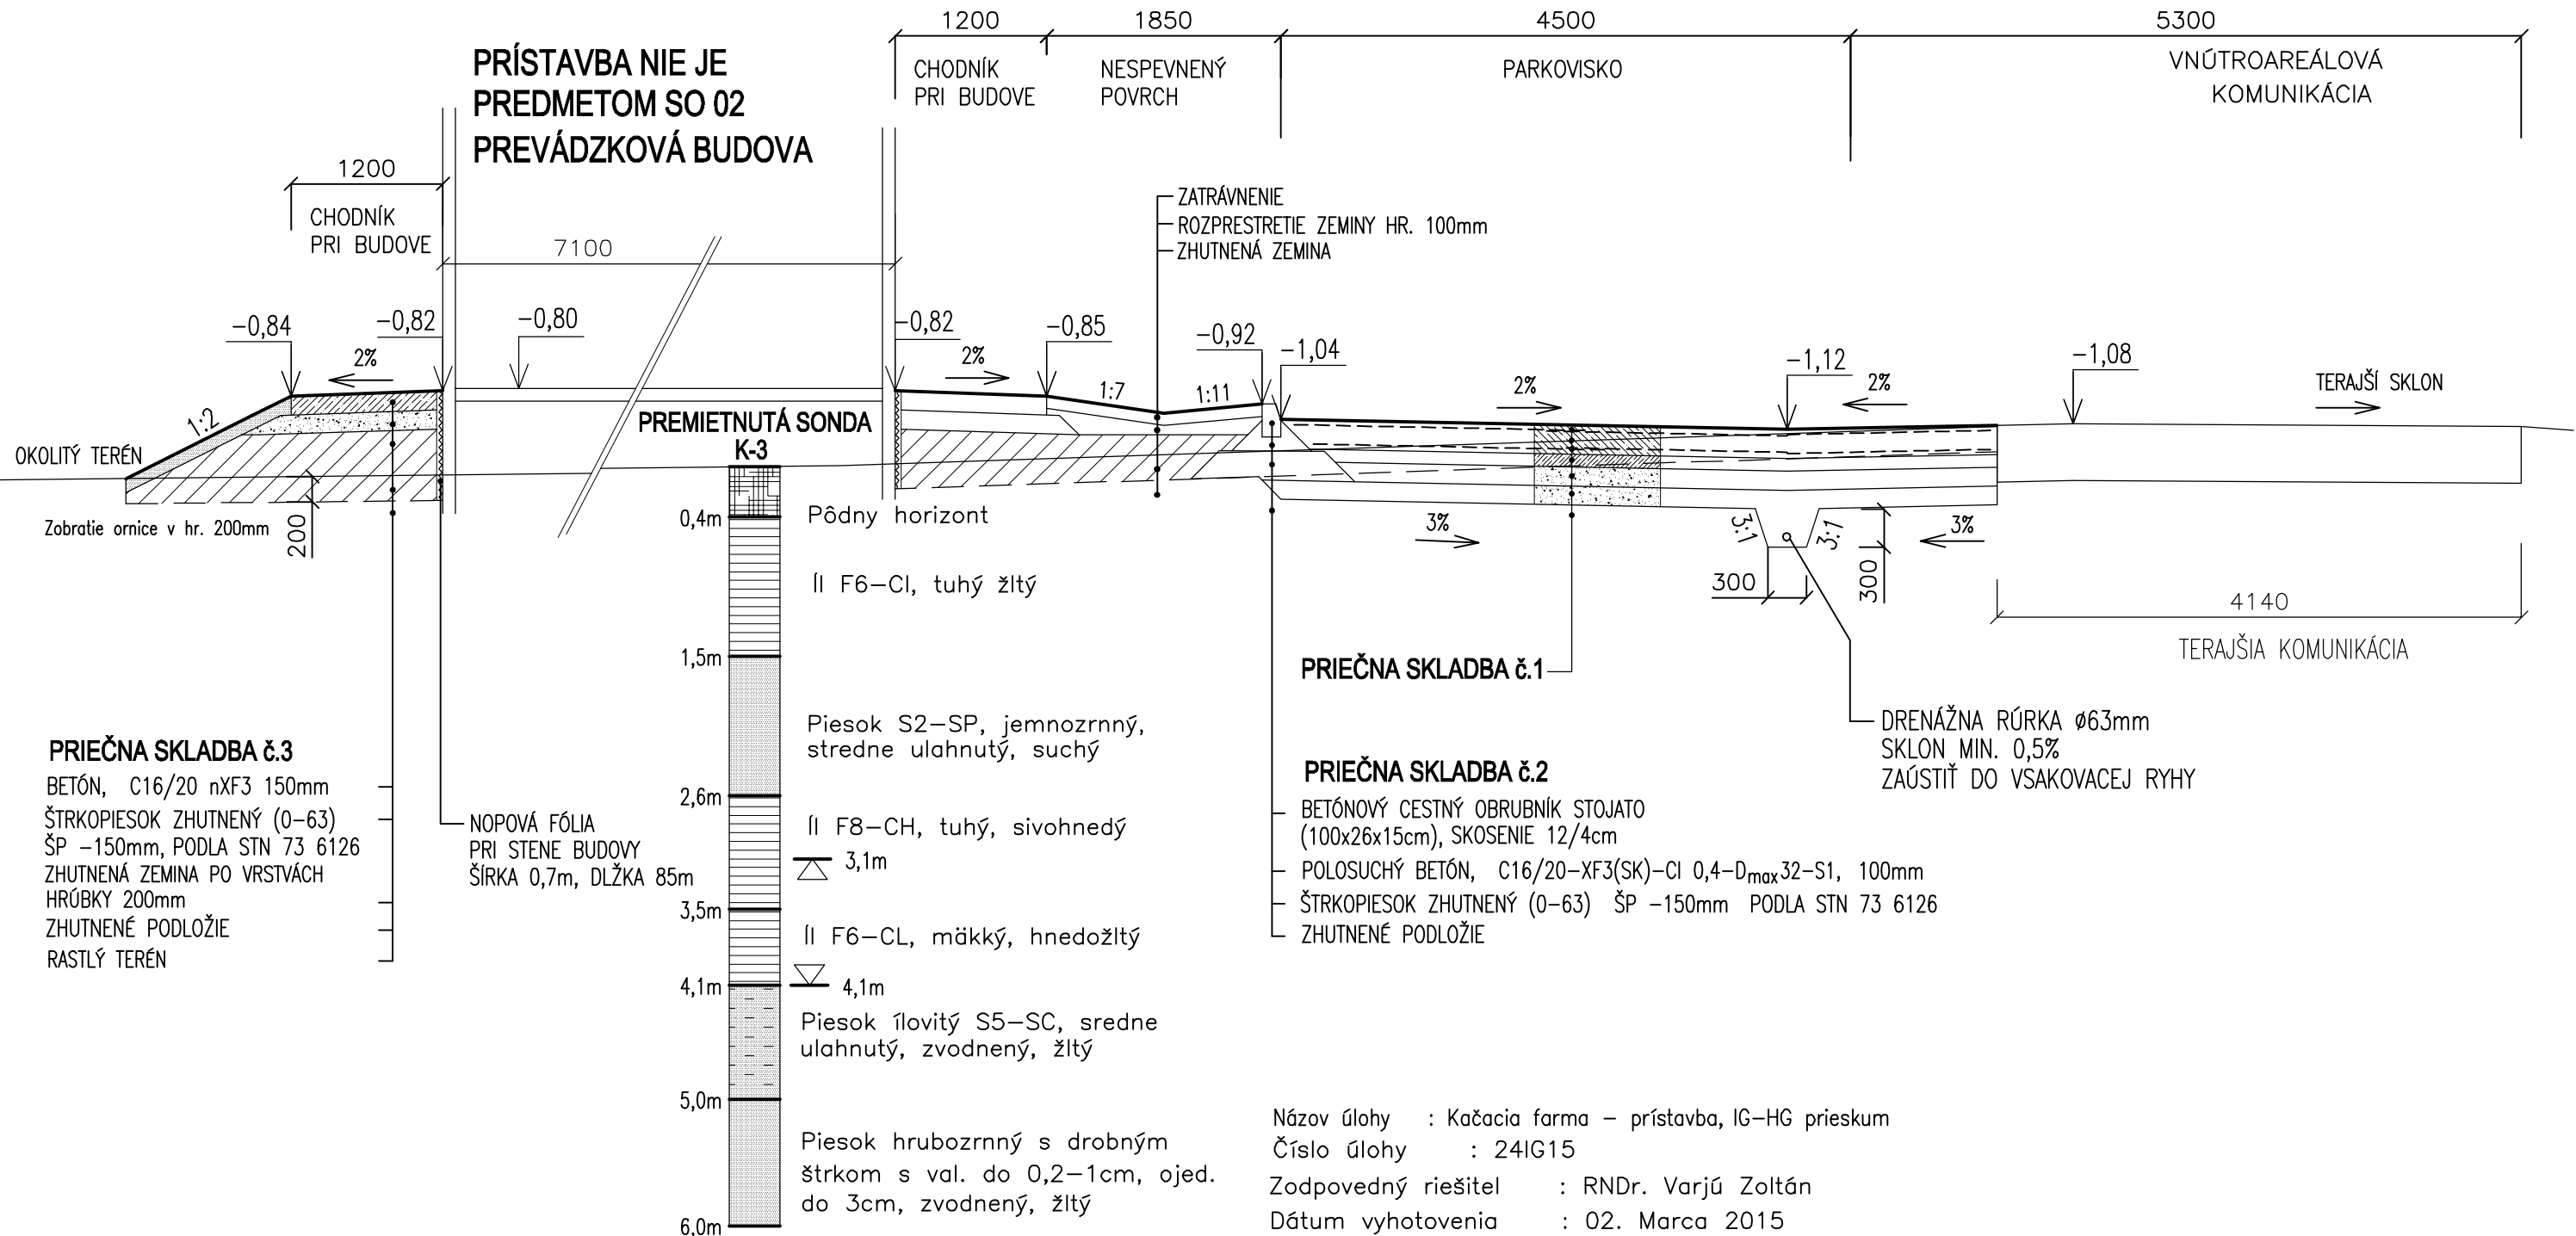 1200
1850
4500
5300
PRÍSTAVBA NIE JE
PREDMETOM SO 02
PREVÁDZKOVÁ BUDOVA
CHODNÍK
PRI BUDOVE
NESPEVNENÝ
POVRCH
PARKOVISKO
VNÚTROAREÁLOVÁ
KOMUNIKÁCIA
1200
CHODNÍK
PRI BUDOVE
7100
ZATRÁVNENIE
ROZPRESTRETIE ZEMINY HR. 100mm
ZHUTNENÁ ZEMINA
-0,84
-0,82
-0,80
-0,82
-0,85
-0,92
-1,04
-1,12
-1,08
2%
2%
1:7
1:11
2%
2%
TERAJŠÍ SKLON
1:2
OKOLITÝ TERÉN
PREMIETNUTÁ SONDA
K-3
Zobratie ornice v hr. 200mm
200
3%
3:1
3:1
3%
300
300
4140
TERAJŠIA KOMUNIKÁCIA
0,4m
Pôdny horizont
Íl F6-CI, tuhý žltý
1,5m
Piesok S2-SP, jemnozrnný,
stredne ulahnutý, suchý
2,6m
Íl F8-CH, tuhý, sivohnedý
3,1m
3,5m
Íl F6-CL, mäkký, hnedožltý
4,1m
4,1m
Piesok ílovitý S5-SC, sredne
ulahnutý, zvodnený, žltý
5,0m
Piesok hrubozrnný s drobným
štrkom s val. do 0,2-1cm, ojed.
do 3cm, zvodnený, žltý
6,0m
PRIEČNA SKLADBA č.1
DRENÁŽNA RÚRKA ø63mm
SKLON MIN. 0,5%
ZAÚSTIŤ DO VSAKOVACEJ RYHY
PRIEČNA SKLADBA č.3
BETÓN, C16/20 nXF3 150mm
ŠTRKOPIESOK ZHUTNENÝ (0-63)
ŠP -150mm, PODLA STN 73 6126
ZHUTNENÁ ZEMINA PO VRSTVÁCH
HRÚBKY 200mm
ZHUTNENÉ PODLOŽIE
RASTLÝ TERÉN
NOPOVÁ FÓLIA
PRI STENE BUDOVY
ŠÍRKA 0,7m, DLŽKA 85m
PRIEČNA SKLADBA č.2
BETÓNOVÝ CESTNÝ OBRUBNÍK STOJATO
(100x26x15cm), SKOSENIE 12/4cm
POLOSUCHÝ BETÓN, C16/20-XF3(SK)-Cl 0,4-Dmax32-S1, 100mm
ŠTRKOPIESOK ZHUTNENÝ (0-63) ŠP -150mm PODLA STN 73 6126
ZHUTNENÉ PODLOŽIE
Názov úlohy : Kačacia farma - prístavba, IG-HG prieskum
Číslo úlohy : 24IG15
Zodpovedný riešitel : RNDr. Varjú Zoltán
Dátum vyhotovenia : 02. Marca 2015